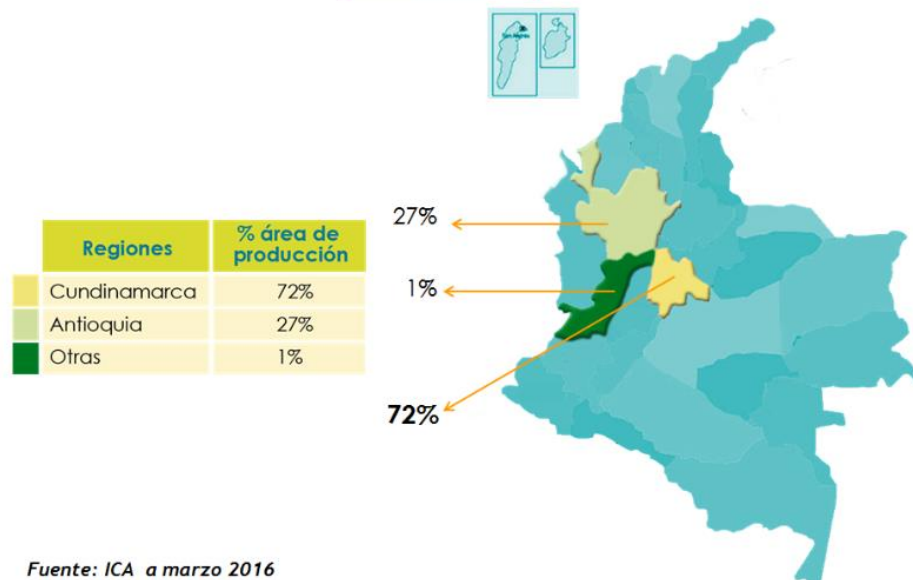 27%
1%
72%
Regiones
% área de
producción
Cundinamarca
72%
Antioquia
27%
Otras
1%
Fuente: ICA a marzo 2016